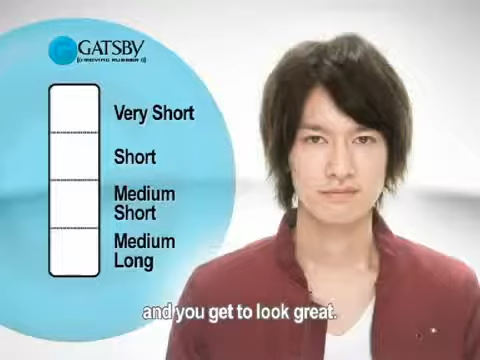 GATSBY
MOVING RUBBER
Very Short
Short
Medium
Short
Medium
Long
and you get to look great.